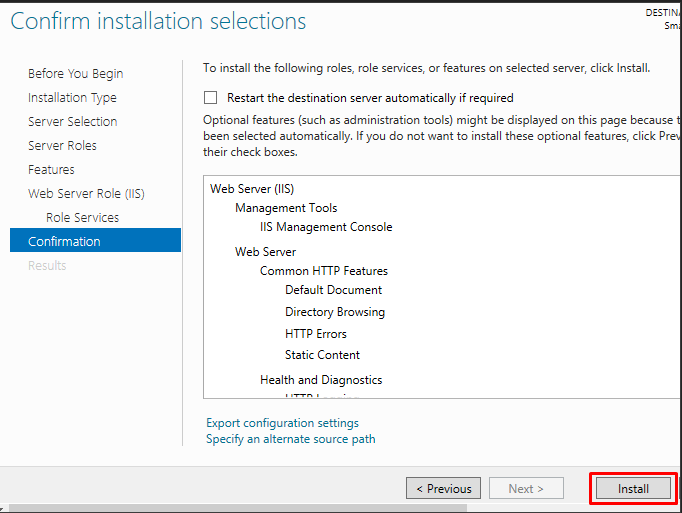 Confirm installation selections
DESTINA
Sma
Before You Begin
Installation Type
Server Selection
Server Roles
Features
Web Server Role (IIS)
Role Services
Confirmation
Results
To install the following roles, role services, or features on selected server, click Install.
Restart the destination server automatically if required
Optional features (such as administration tools) might be displayed on this page because t
been selected automatically. If you do not want to install these optional features, click Prev
their check boxes.
Web Server (IIS)
Management Tools
IIS Management Console
Web Server
Common HTTP Features
Default Document
Directory Browsing
HTTP Errors
Static Content
Health and Diagnostics
HTTP Logging
Export configuration settings
Specify an alternate source path
< Previous
Next >
Install